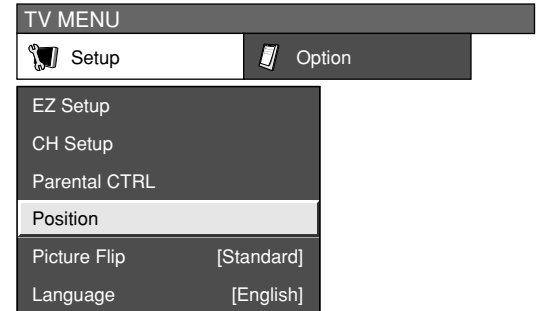 TV MENU
Setup Option
EZ Setup
CH Setup
Parental CTRL
Position
Picture Flip [Standard]
Language [English]